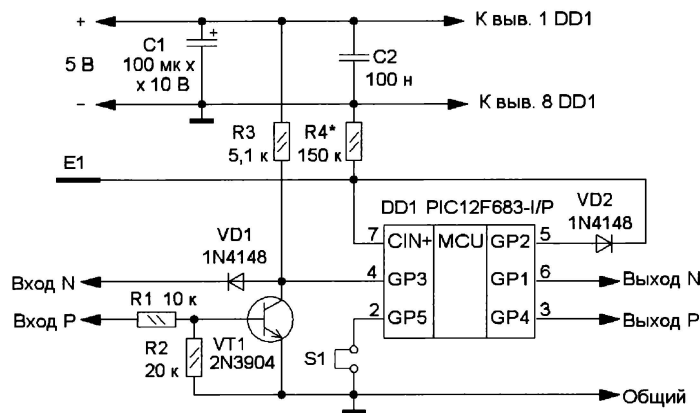 +
5 В
–
C1
100 мк х
х 10 В
+
C2
100 н
К выв. 1 DD1
К выв. 8 DD1
R3
5,1 к
R4*
150 к
E1
DD1 PIC12F683-I/P
VD2
1N4148
7 CIN+ MCU GP2 5
4 GP3 GP1 6
2 GP5 GP4 3
VD1
1N4148
Вход N
Вход P
R1 10 к
R2
20 к
VT1
2N3904
S1
Выход N
Выход P
Общий